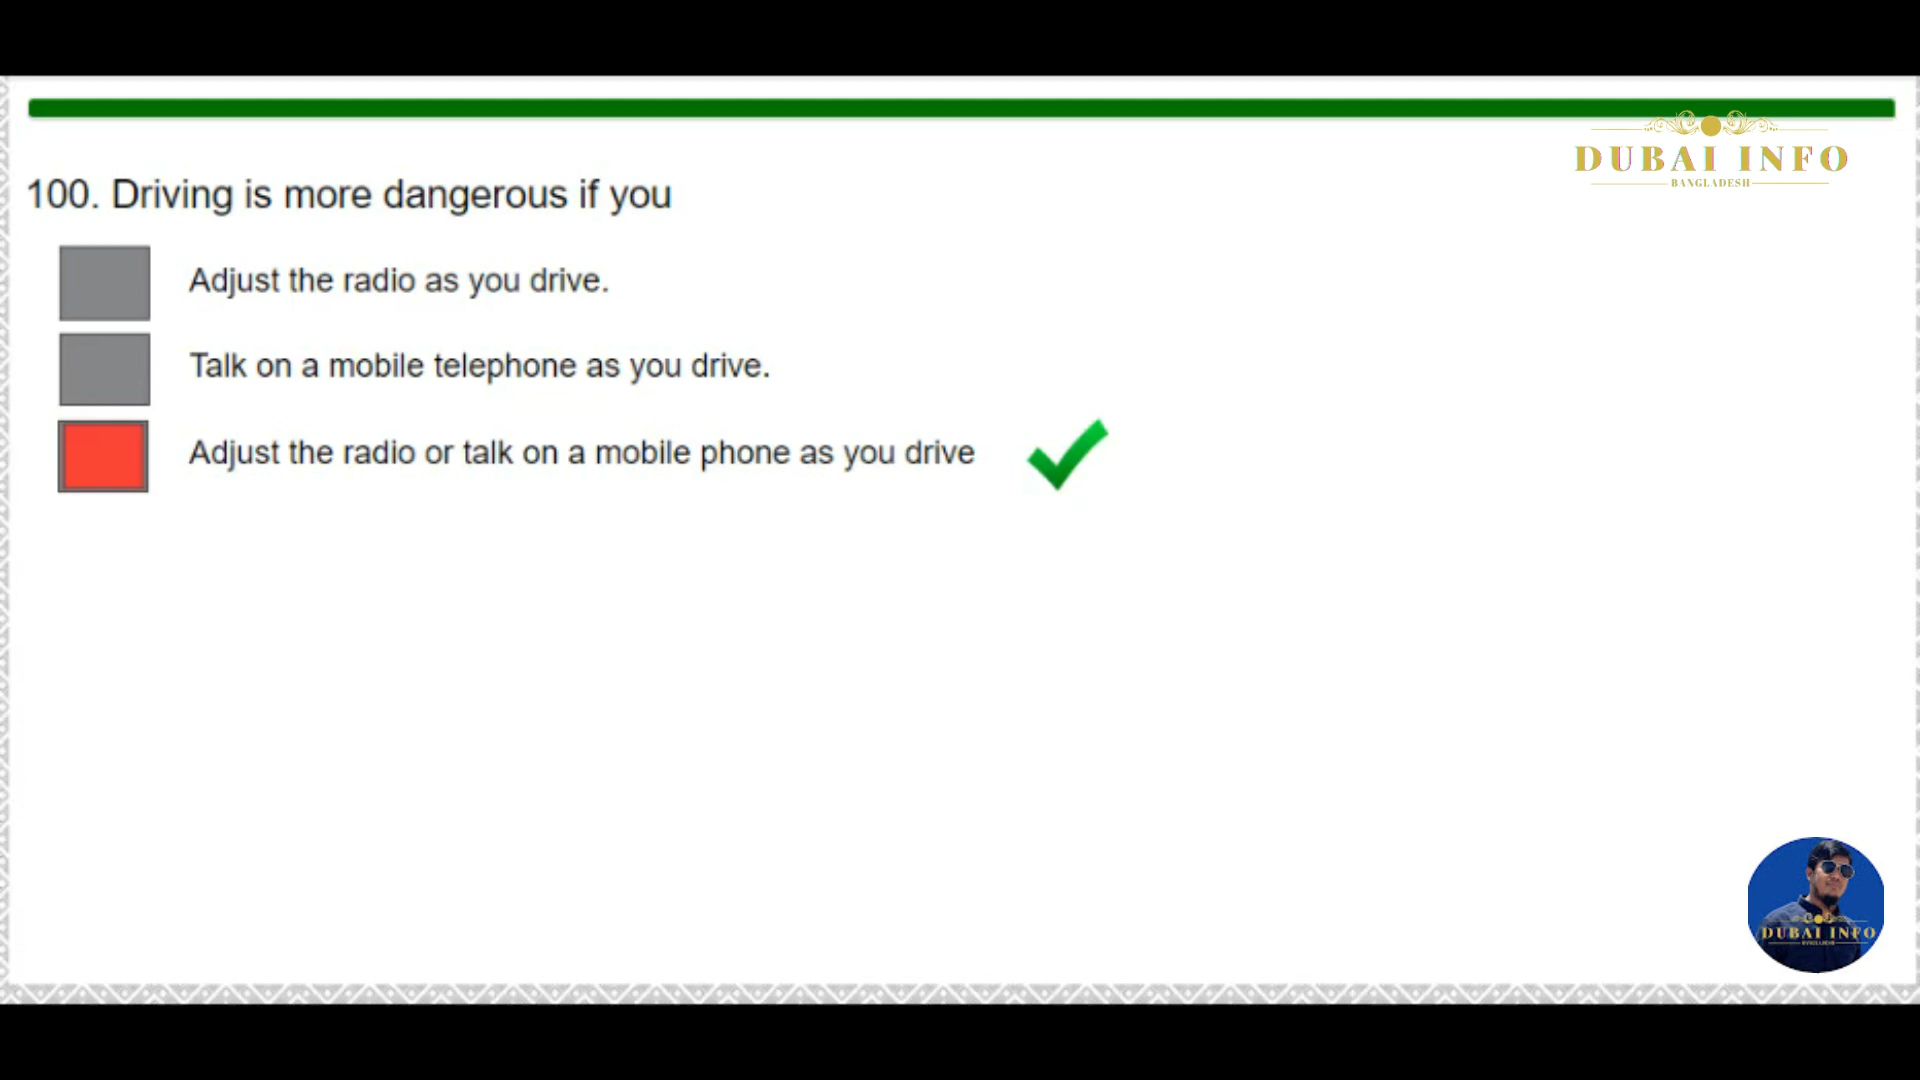 DUBAI INFO
BANGLADESH
100. Driving is more dangerous if you
Adjust the radio as you drive.
Talk on a mobile telephone as you drive.
Adjust the radio or talk on a mobile phone as you drive
DUBAI INFO
BANGLADESH